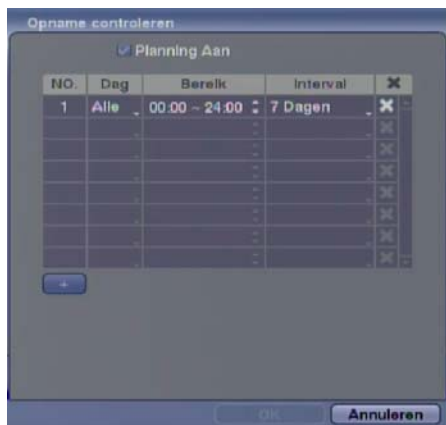 Opname controleren
Planning Aan
NO. Dag Bereik Interval
1 Alle 00:00 ~ 24:00 7 Dagen
+
OK Annuleren